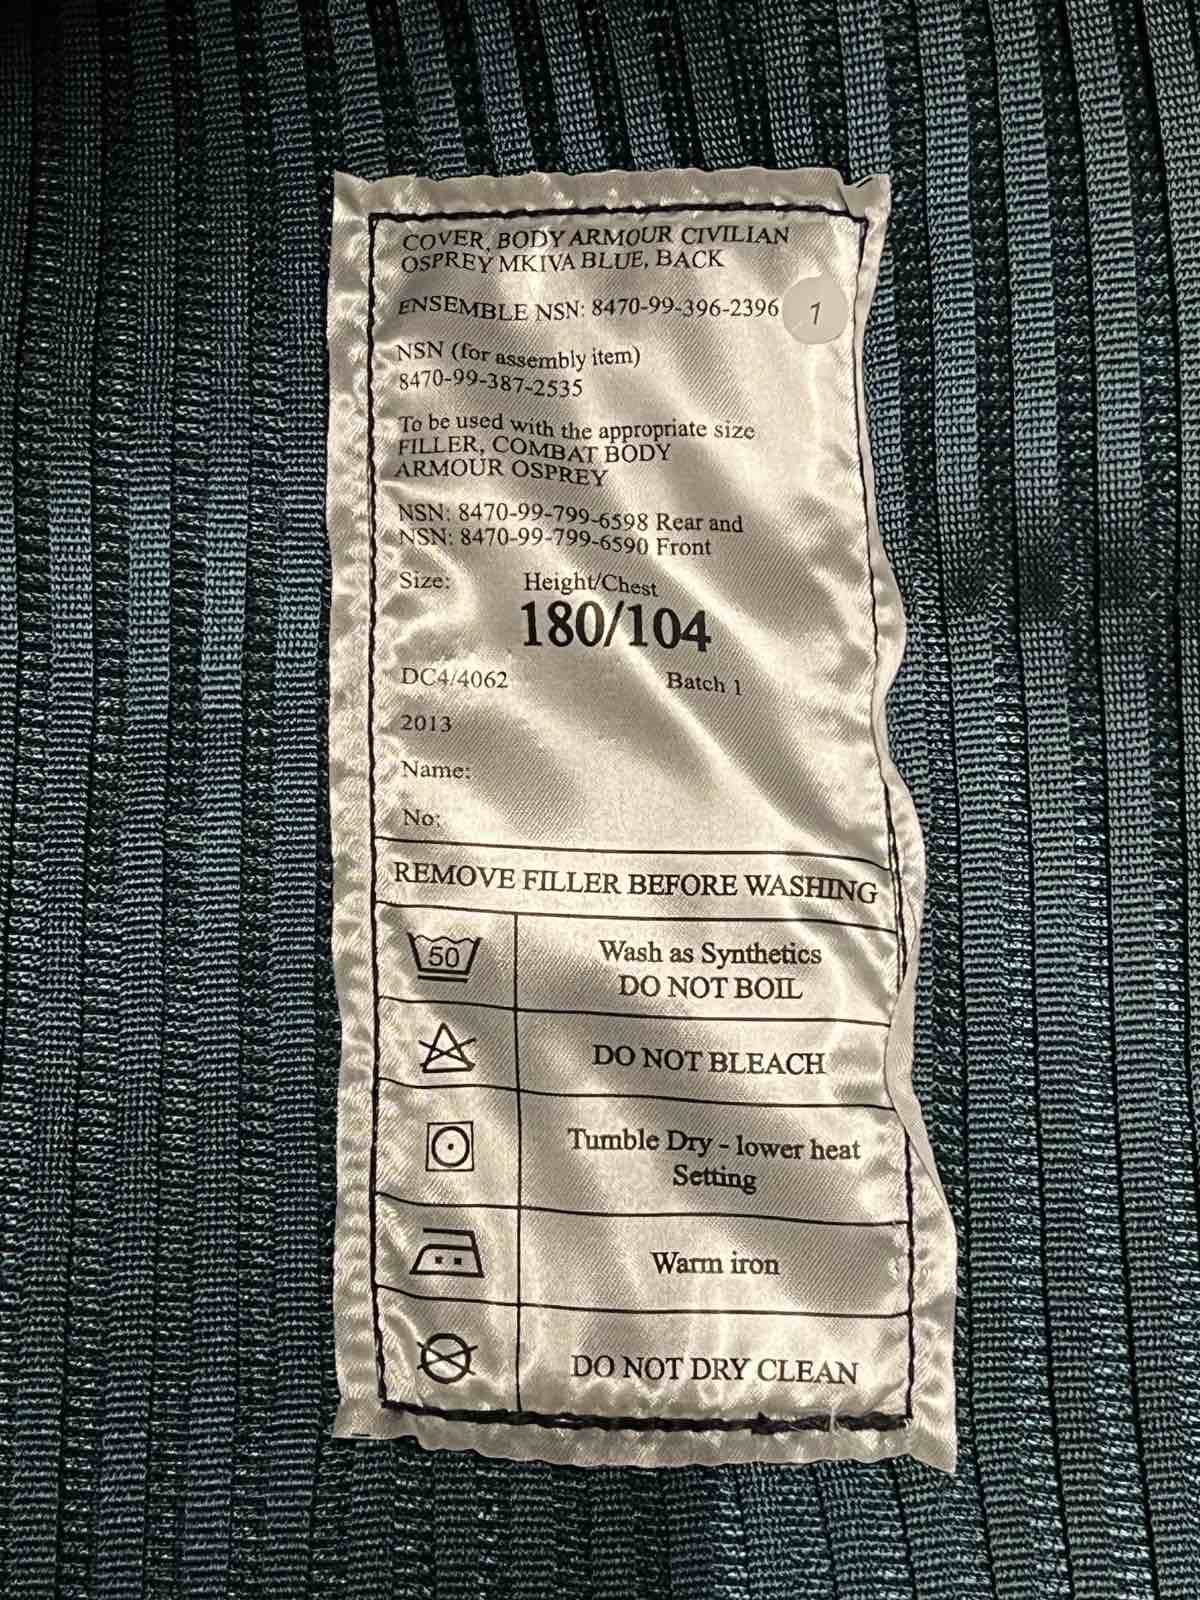 COVER, BODY ARMOUR CIVILIAN
OSPREY MKIVA BLUE, BACK
ENSEMBLE NSN: 8470-99-396-2396
1
NSN (for assembly item)
8470-99-387-2535
To be used with the appropriate size
FILLER, COMBAT BODY
ARMOUR OSPREY
NSN: 8470-99-799-6598 Rear and
NSN: 8470-99-799-6590 Front
Size: Height/Chest
180/104
DC4/4062 Batch 1
2013
Name:
No:
REMOVE FILLER BEFORE WASHING
50
Wash as Synthetics
DO NOT BOIL
DO NOT BLEACH
Tumble Dry - lower heat
Setting
Warm iron
DO NOT DRY CLEAN